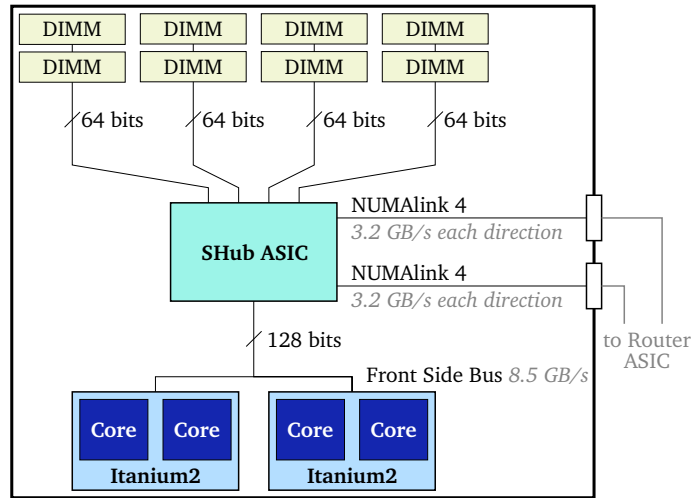 DIMM DIMM DIMM DIMM
DIMM DIMM DIMM DIMM
64 bits 64 bits 64 bits 64 bits
NUMAlink 4
3.2 GB/s each direction
SHub ASIC
NUMAlink 4
3.2 GB/s each direction
128 bits
to Router
ASIC
Front Side Bus 8.5 GB/s
Core Core Core Core
Itanium2 Itanium2